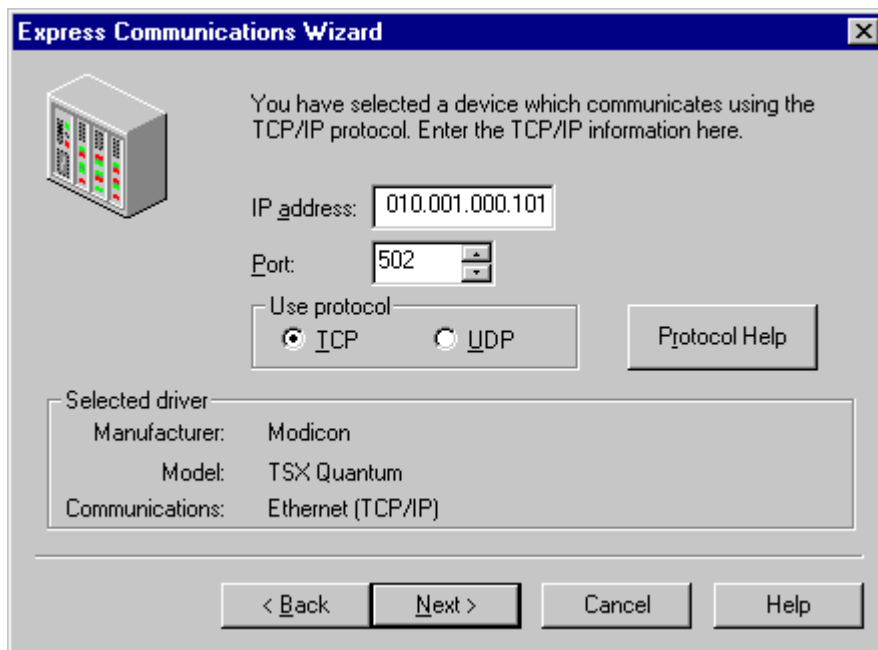 Express Communications Wizard
You have selected a device which communicates using the
TCP/IP protocol. Enter the TCP/IP information here.
IP address: 010.001.000.101
Port: 502
Use protocol
TCP UDP
Protocol Help
Selected driver
Manufacturer: Modicon
Model: TSX Quantum
Communications: Ethernet (TCP/IP)
< Back Next > Cancel Help